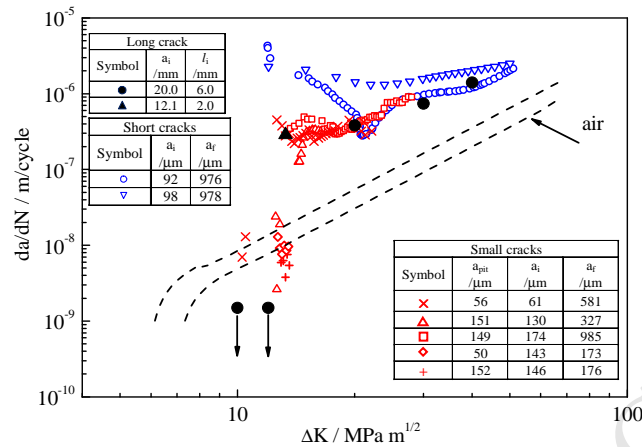 Long crack
Symbol a_i /mm l_i /mm
● 20.0 6.0
▲ 12.1 2.0
Short cracks
Symbol a_i /μm a_f /μm
○ 92 976
▽ 98 978
air
Small cracks
Symbol a_pit /μm a_i /μm a_f /μm
× 56 61 581
△ 151 130 327
□ 149 174 985
◇ 50 143 173
+ 152 146 176
da/dN / m/cycle
10^-5
10^-6
10^-7
10^-8
10^-9
10^-10
10 100
ΔK / MPa m^1/2